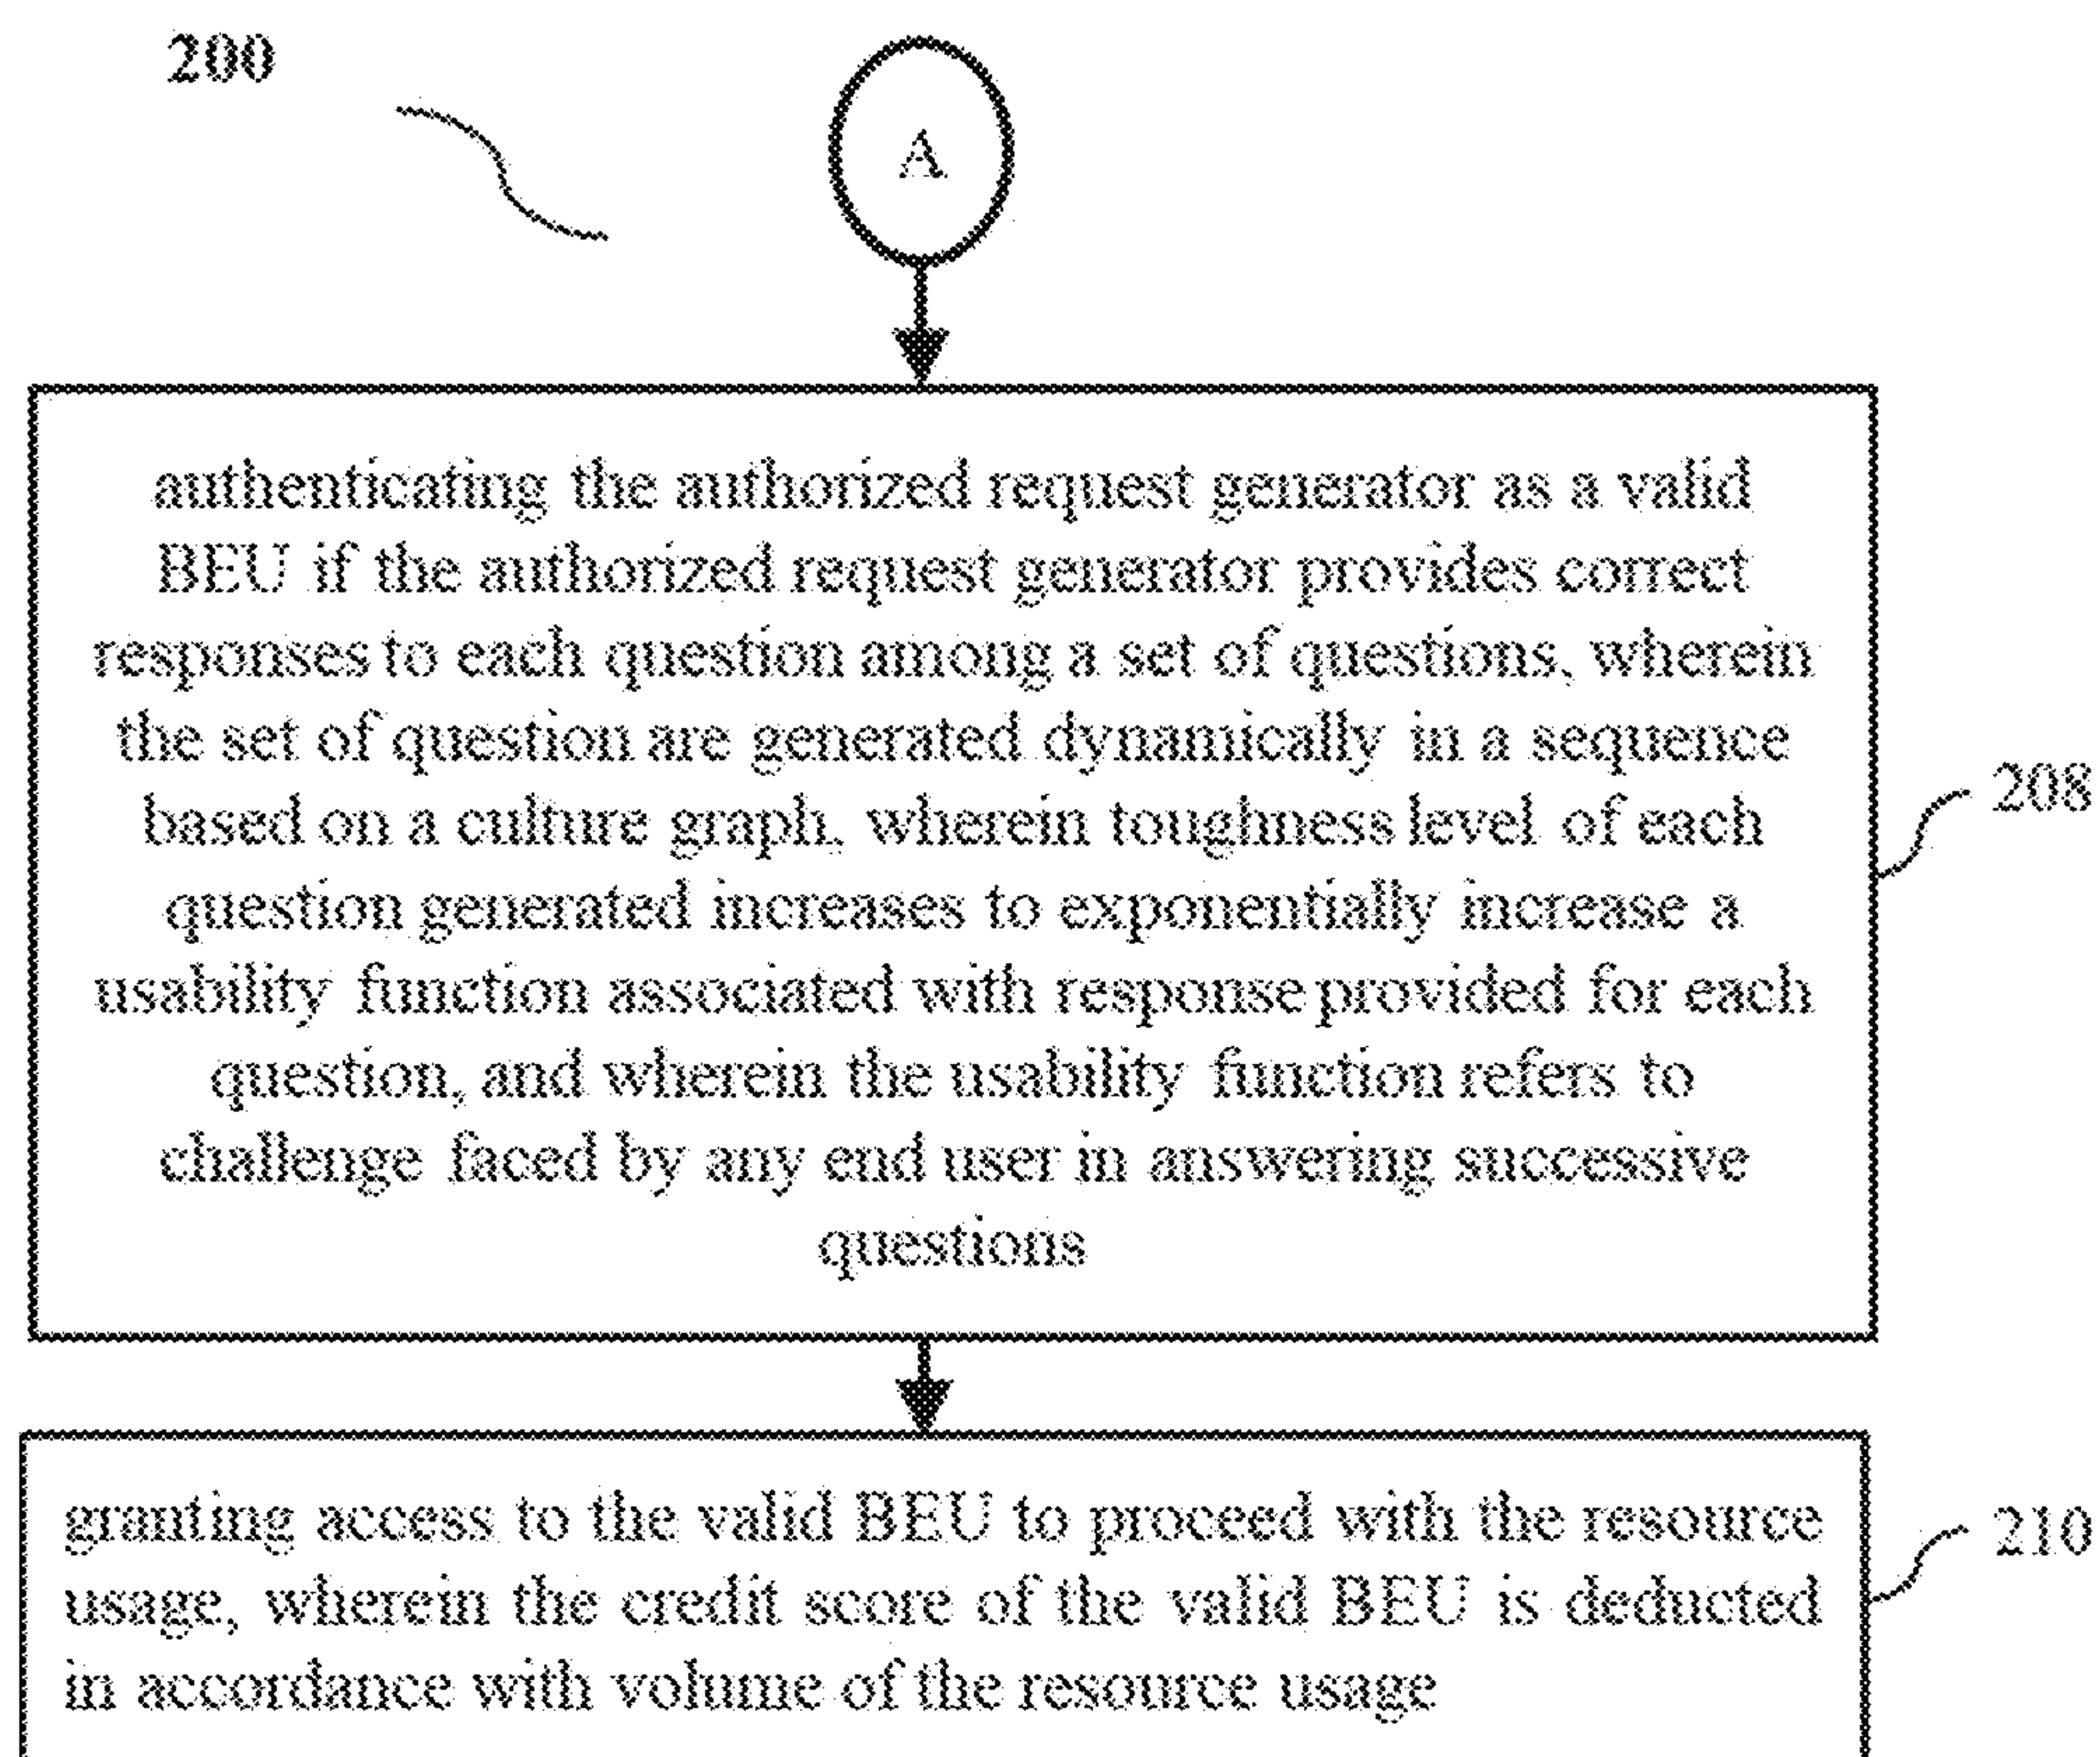 200
A
authenticating the authorized request generator as a valid
BEU if the authorized request generator provides correct
responses to each question among a set of questions, wherein
the set of question are generated dynamically in a sequence
based on a culture graph, wherein toughness level of each
question generated increases to exponentially increase a
usability function associated with response provided for each
question, and wherein the usability function refers to
challenge faced by any end user in answering successive
questions
208
granting access to the valid BEU to proceed with the resource
usage, wherein the credit score of the valid BEU is deducted
in accordance with volume of the resource usage
210